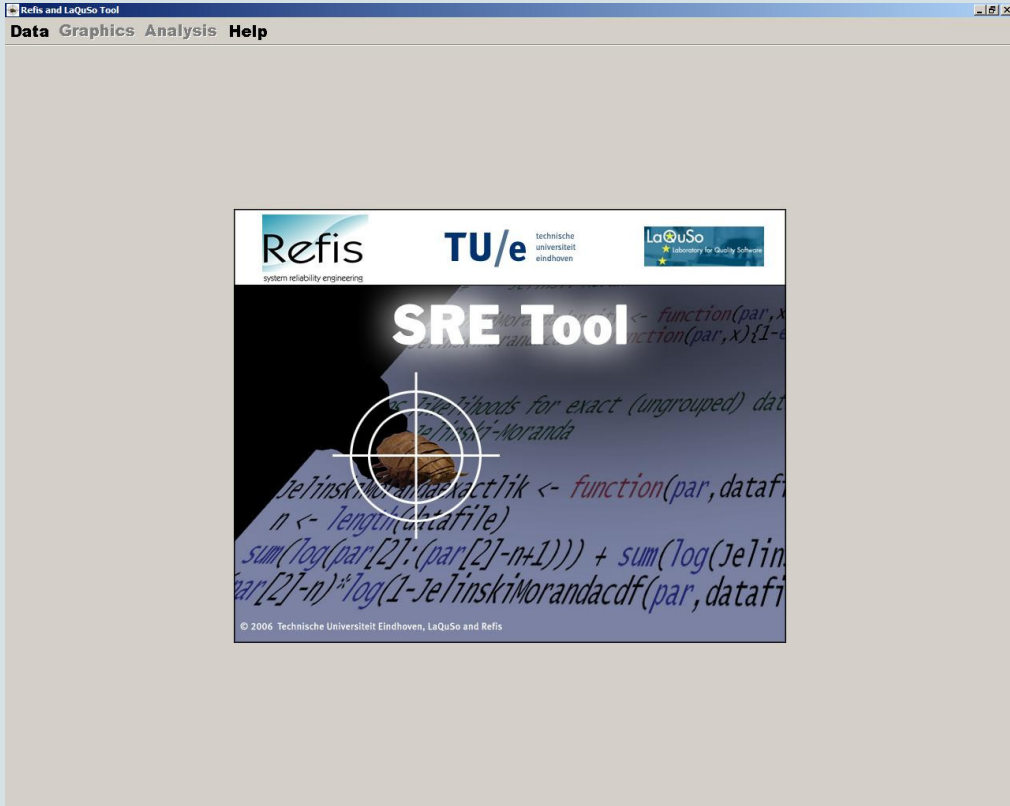 Refis and LaQuSo Tool
Data Graphics Analysis Help
Refis
system reliability engineering
TU/e technische
universiteit
eindhoven
LaQuSo
Laboratory for Quality Software
SRE Tool
<- function(par,x
function(par,x){1-e
likelihoods for exact (ungrouped) dat
Jelinski-Moranda
JelinskiMorandaexactlik <- function(par,dataf
n <- length(datafile)
sum(log(par[2]:(par[2]-n+1))) + sum(log(Jelin
par[2]-n)*log(1-JelinskiMorandacdf(par,datafi
© 2006 Technische Universiteit Eindhoven, LaQuSo and Refis